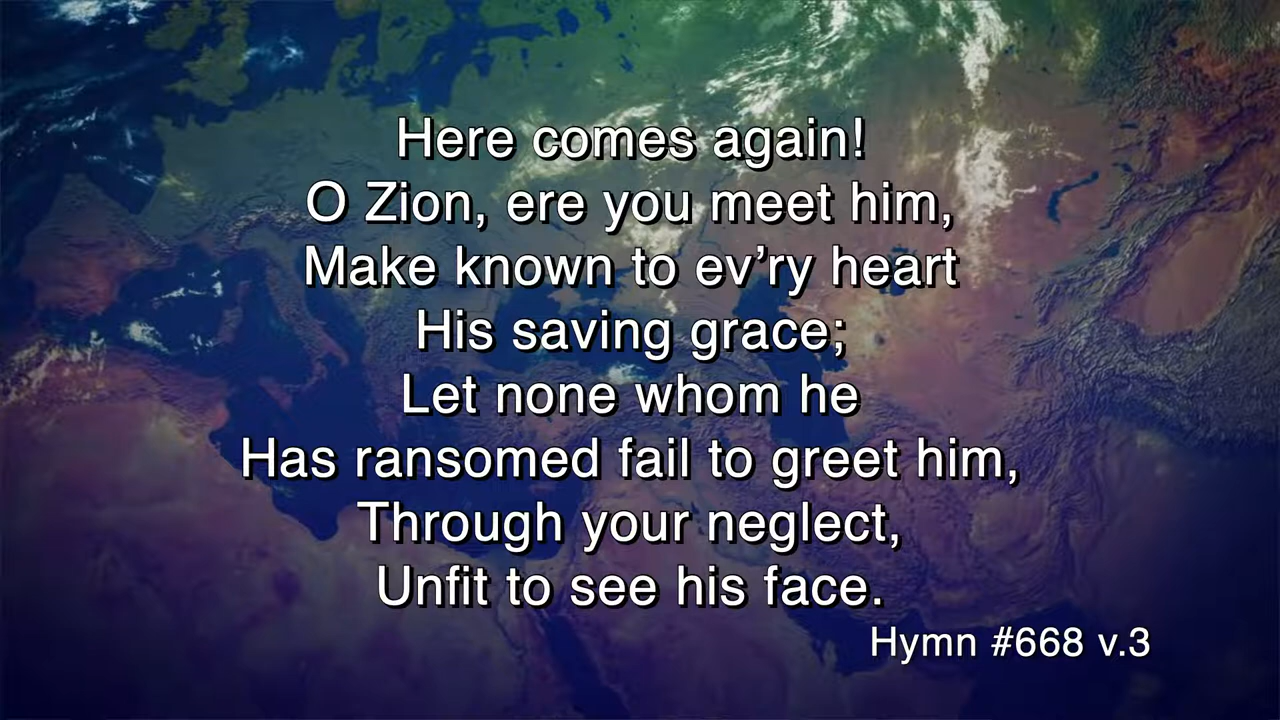 Here comes again!
O Zion, ere you meet him,
Make known to ev’ry heart
His saving grace;
Let none whom he
Has ransomed fail to greet him,
Through your neglect,
Unfit to see his face.
Hymn #668 v.3